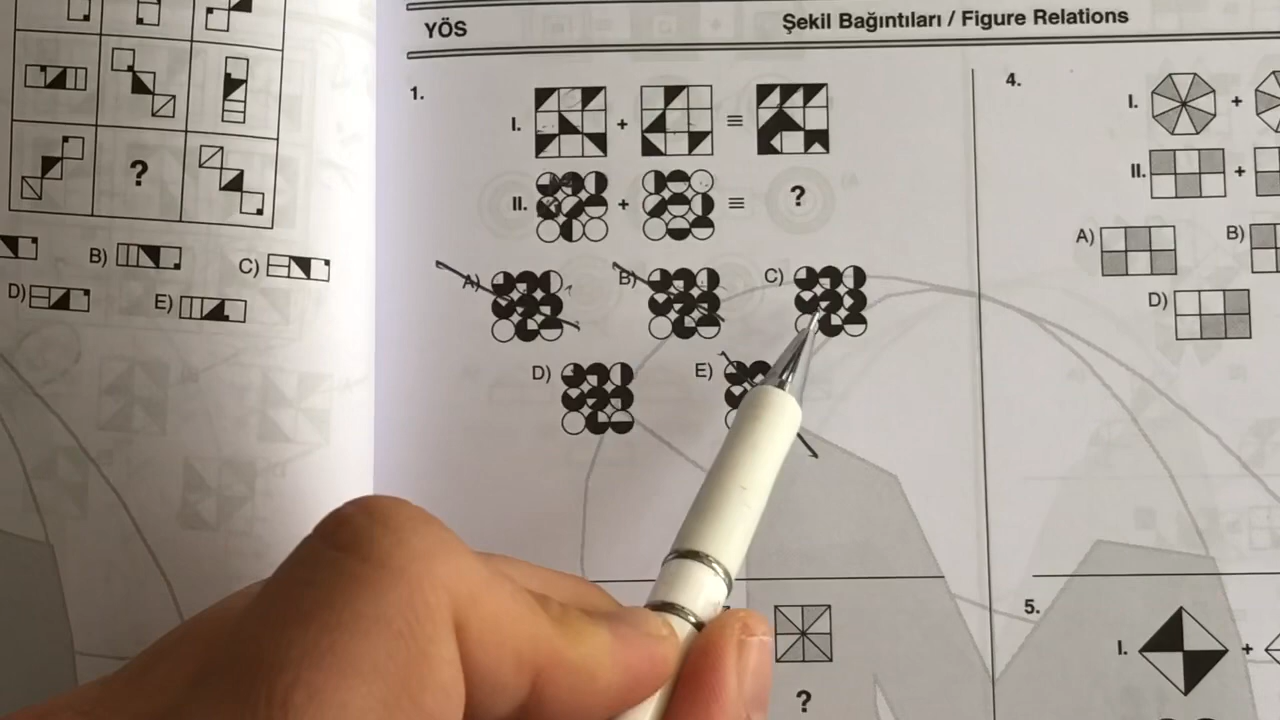 YÖS
Şekil Bağıntıları / Figure Relations
?
B)
C)
D)
E)
1.
I.
+
≡
II.
+
≡
?
A)
B)
C)
D)
E)
?
4.
I.
+
II.
+
A)
B)
D)
5.
I.
+